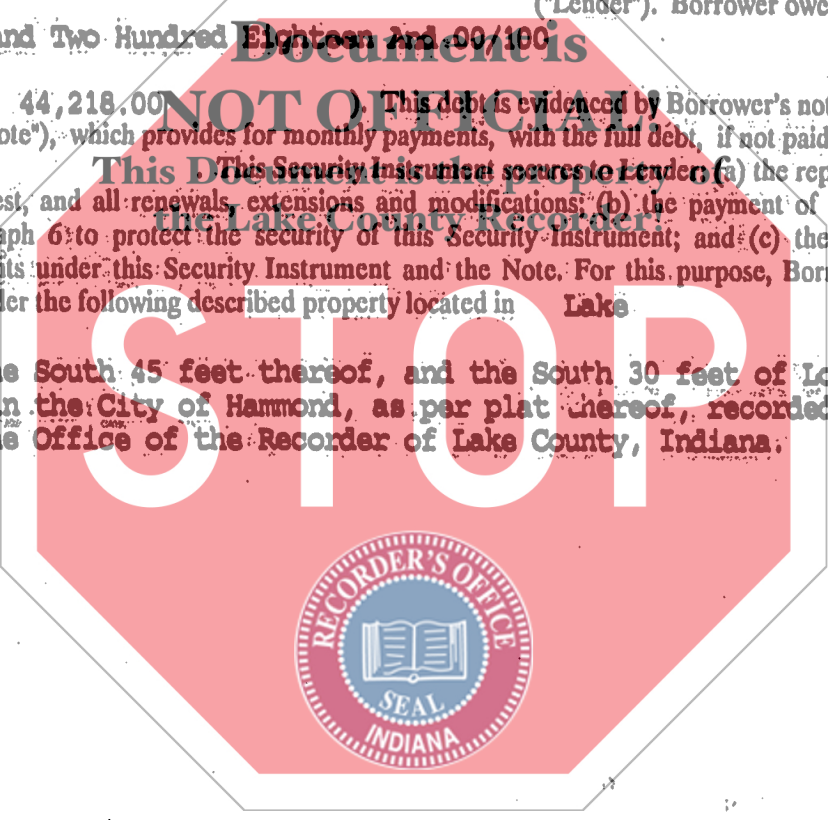 ("Lender"). Borrower owe
and Two Hundred Eighteen And 00/100
Document is
44,218.00 ). This debt is evidenced by Borrower's not
NOT OFFICIAL!
ote"), which provides for monthly payments, with the full debt, if not paid
This Document is the property of
. This Security Instrument secures to Lender: (a) the rep
est, and all renewals, extensions and modifications; (b) the payment of
the Lake County Recorder!
aph 6 to protect the security of this Security Instrument; and (c) the
nts under this Security Instrument and the Note. For this purpose, Borr
der the following described property located in Lake
STOP
e South 45 feet thereof, and the South 30 feet of Lo
in the City of Hammond, as per plat thereof, recorded
e Office of the Recorder of Lake County, Indiana.
RECORDER'S OFFICE
SEAL
INDIANA